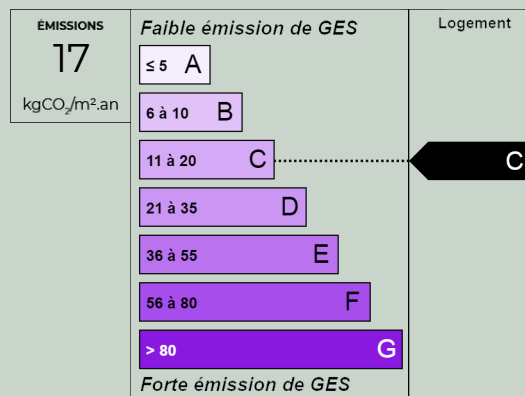 ÉMISSIONS
17
kgCO₂/m².an
Faible émission de GES
Logement
≤ 5 A
6 à 10 B
11 à 20 C
C
21 à 35 D
36 à 55 E
56 à 80 F
> 80 G
Forte émission de GES